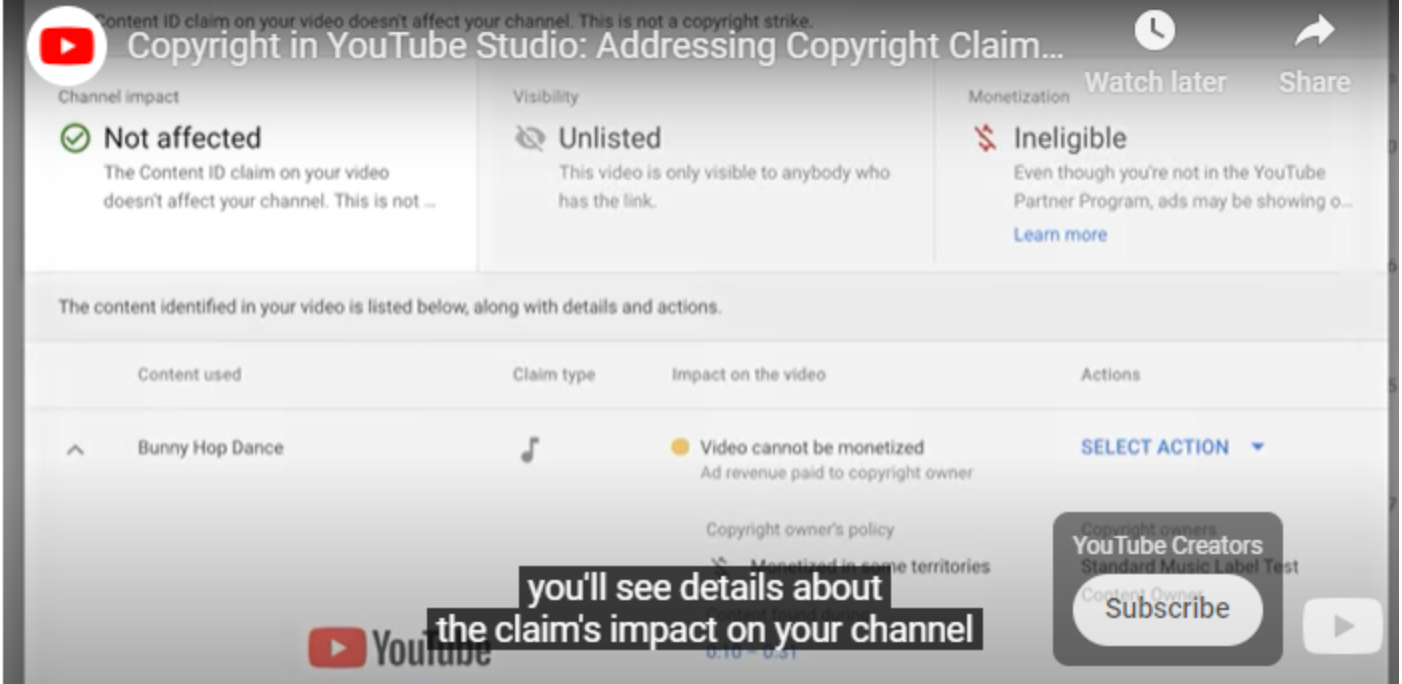 Content ID claim on your video doesn't affect your channel. This is not a copyright strike.
Copyright in YouTube Studio: Addressing Copyright Claim...
Watch later
Share
Channel impact
Visibility
Monetization
Not affected
Unlisted
Ineligible
The Content ID claim on your video
This video is only visible to anybody who
Even though you're not in the YouTube
doesn't affect your channel. This is not ...
has the link.
Partner Program, ads may be showing o...
Learn more
The content identified in your video is listed below, along with details and actions.
Content used
Claim type
Impact on the video
Actions
Bunny Hop Dance
Video cannot be monetized
SELECT ACTION
Ad revenue paid to copyright owner
Copyright owner's policy
Copyright owners
YouTube Creators
Monetized in some territories
Standard Music Label Test
Content Owner
Subscribe
you'll see details about
the claim's impact on your channel
YouTube
0:10 – 0:31